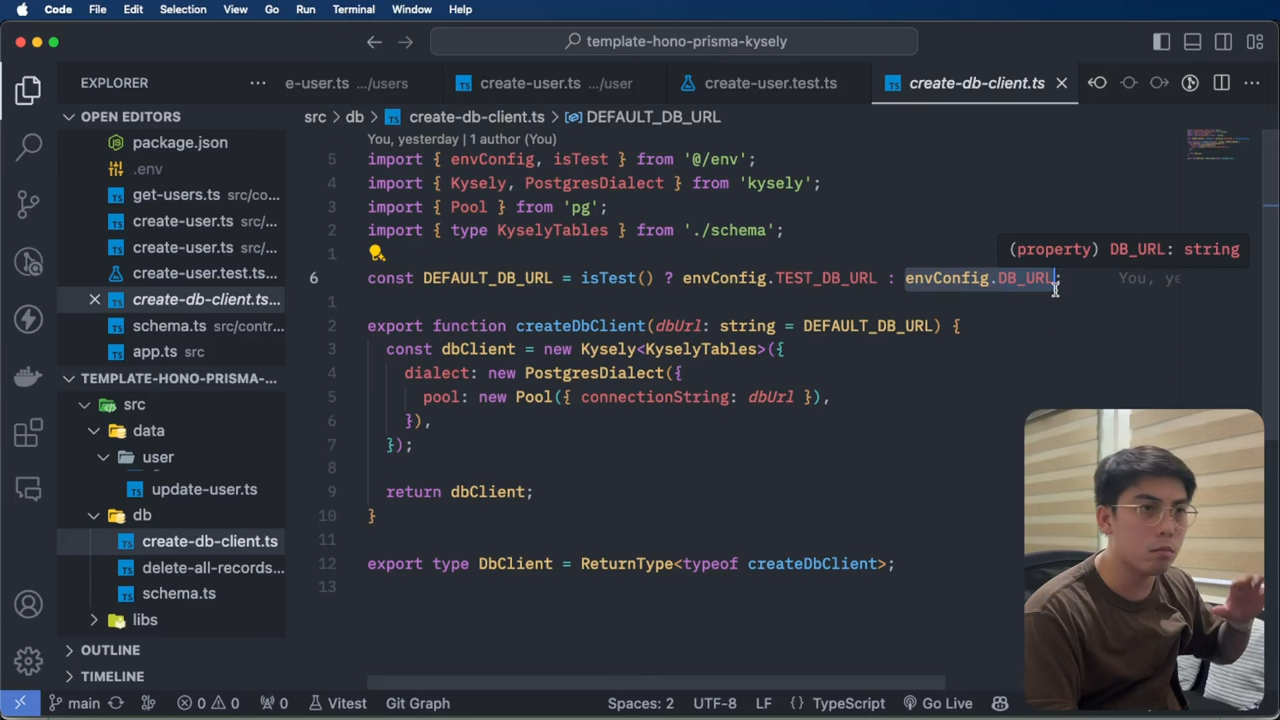 Code File Edit Selection View Go Run Terminal Window Help
template-hono-prisma-kysely
EXPLORER
e-user.ts .../users
create-user.ts .../user
create-user.test.ts
create-db-client.ts
OPEN EDITORS
package.json
.env
get-users.ts src/co...
create-user.ts src/...
create-user.ts src/...
create-user.test.ts...
create-db-client.ts...
schema.ts src/contr...
app.ts src
TEMPLATE-HONO-PRISMA-...
src
data
user
update-user.ts
db
create-db-client.ts
delete-all-records...
schema.ts
libs
OUTLINE
TIMELINE
src > db > create-db-client.ts > DEFAULT_DB_URL
You, yesterday | 1 author (You)
5 import { envConfig, isTest } from '@/env';
4 import { Kysely, PostgresDialect } from 'kysely';
3 import { Pool } from 'pg';
2 import { type KyselyTables } from './schema';
1
(property) DB_URL: string
6 const DEFAULT_DB_URL = isTest() ? envConfig.TEST_DB_URL : envConfig.DB_URL; You, ye
1
2 export function createDbClient(dbUrl: string = DEFAULT_DB_URL) {
3 const dbClient = new Kysely<KyselyTables>({
4 dialect: new PostgresDialect({
5 pool: new Pool({ connectionString: dbUrl }),
6 }),
7 });
8
9 return dbClient;
10 }
11
12 export type DbClient = ReturnType<typeof createDbClient>;
13
main 0 0 0 Vitest Git Graph Spaces: 2 UTF-8 LF TypeScript Go Live